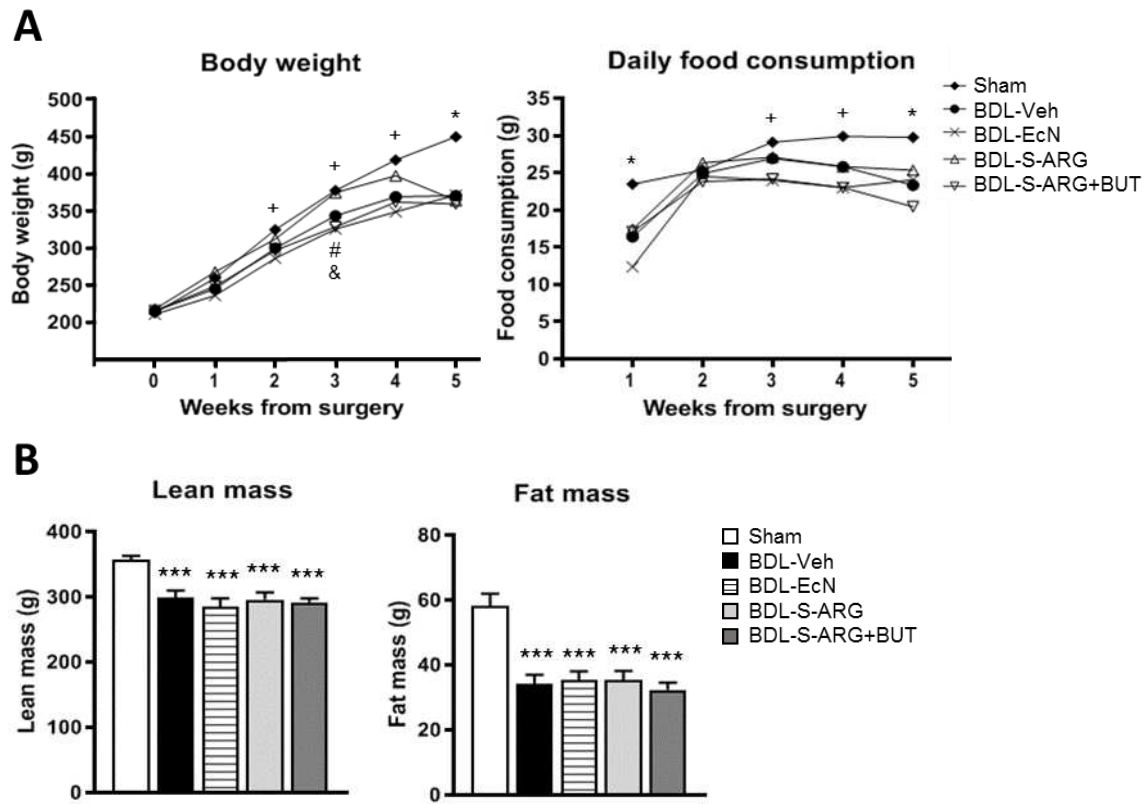 A
Body weight
Body weight (g)
500
450
400
350
300
250
200
+
+
+
*
#
&
0 1 2 3 4 5
Weeks from surgery
Daily food consumption
Food consumption (g)
35
30
25
20
15
10
5
0
*
+
+
*
1 2 3 4 5
Weeks from surgery
Sham
BDL-Veh
BDL-EcN
BDL-S-ARG
BDL-S-ARG+BUT
B
Lean mass
Lean mass (g)
400
300
200
100
0
*** *** *** ***
Fat mass
Fat mass (g)
80
60
40
20
0
*** *** *** ***
Sham
BDL-Veh
BDL-EcN
BDL-S-ARG
BDL-S-ARG+BUT